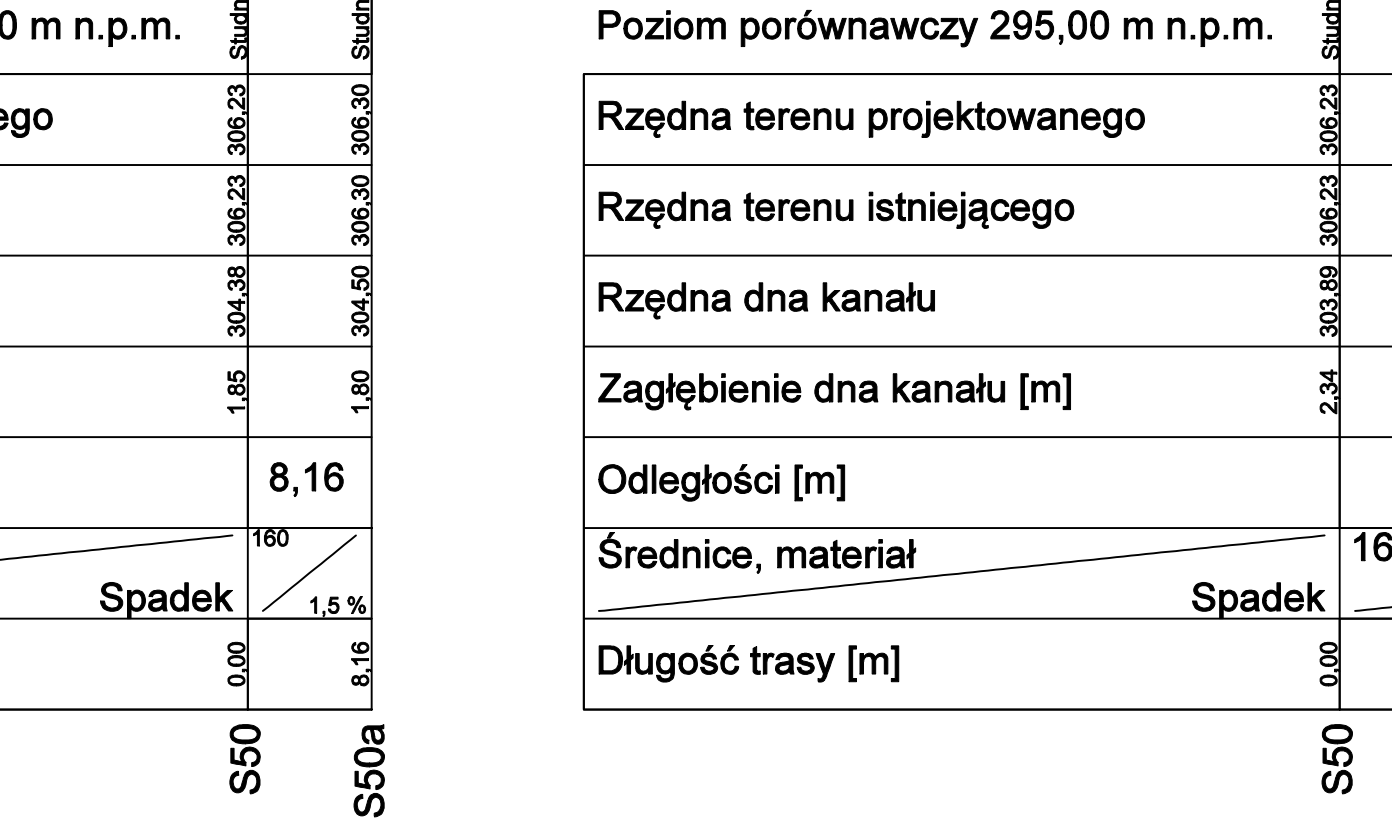 0 m n.p.m.
ego
306,23
306,30
306,23
306,30
304,38
304,50
1,85
1,80
8,16
160
1,5 %
Spadek
0,00
8,16
S50
S50a
Poziom porównawczy 295,00 m n.p.m.
Rzędna terenu projektowanego
306,23
Rzędna terenu istniejącego
306,23
Rzędna dna kanału
303,89
Zagłębienie dna kanału [m]
2,34
Odległości [m]
Średnice, materiał
Spadek
16
Długość trasy [m]
0,00
S50